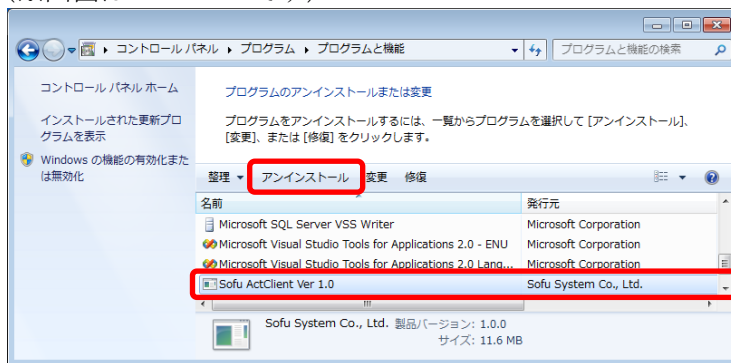 コントロール パネル ▸ プログラム ▸ プログラムと機能
プログラムと機能の検索
コントロール パネル ホーム
インストールされた更新プロ
グラムを表示
Windows の機能の有効化また
は無効化
プログラムのアンインストールまたは変更
プログラムをアンインストールするには、一覧からプログラムを選択して [アンインストール]、
[変更]、または [修復] をクリックします。
整理 アンインストール 変更 修復
名前 発行元
Microsoft SQL Server VSS Writer Microsoft Corporation
Microsoft Visual Studio Tools for Applications 2.0 - ENU Microsoft Corporation
Microsoft Visual Studio Tools for Applications 2.0 Lang... Microsoft Corporation
Sofu ActClient Ver 1.0 Sofu System Co., Ltd.
Sofu System Co., Ltd. 製品バージョン: 1.0.0
サイズ: 11.6 MB